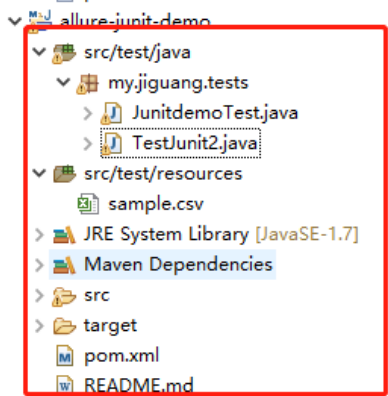 allure-junit-demo
src/test/java
my.jiguang.tests
JunitdemoTest.java
TestJunit2.java
src/test/resources
sample.csv
JRE System Library [JavaSE-1.7]
Maven Dependencies
src
target
pom.xml
README.md